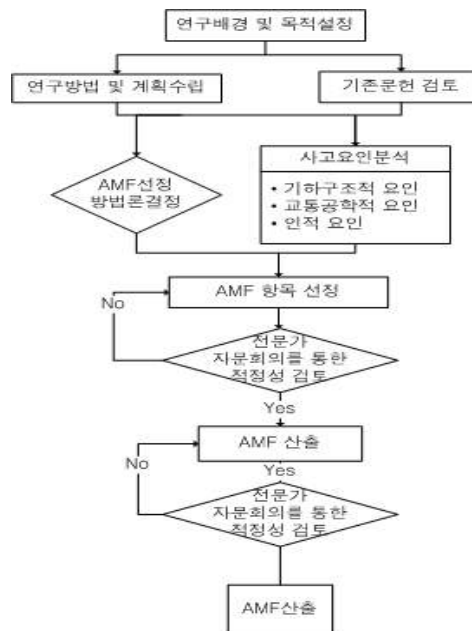 연구배경 및 목적설정
연구방법 및 계획수립
기존문헌 검토
AMF선정
방법론결정
사고요인분석
• 기하구조적 요인
• 교통공학적 요인
• 인적 요인
No
AMF 항목 선정
전문가
자문회의를 통한
적정성 검토
Yes
AMF 산출
No
Yes
전문가
자문회의를 통한
적정성 검토
AMF산출